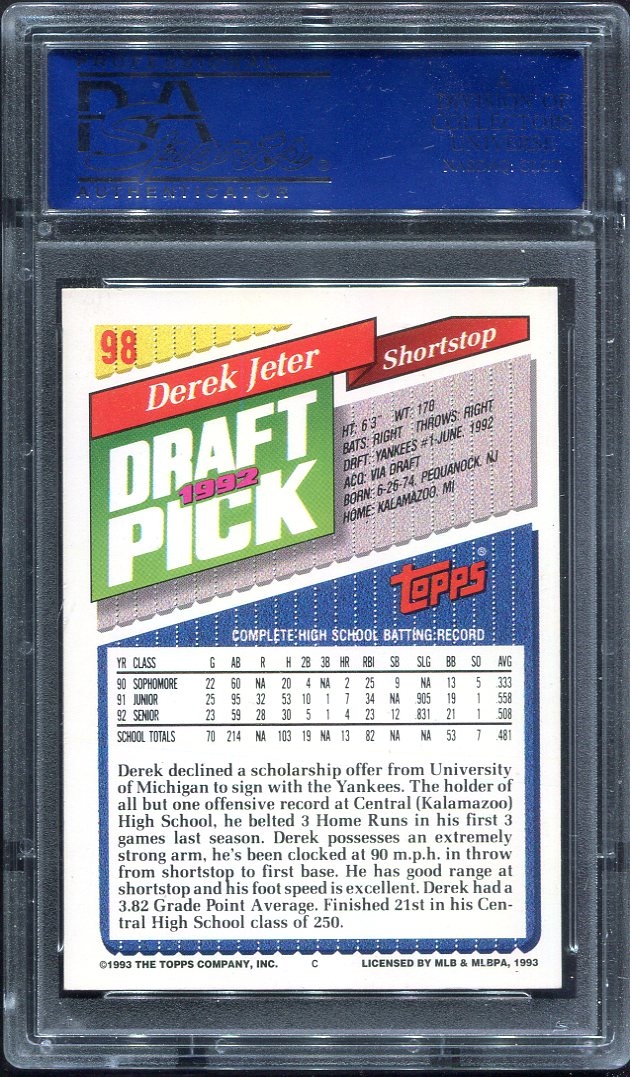 PROFESSIONAL
PSA
Sports
AUTHENTICATOR
A
DIVISION OF
COLLECTORS
UNIVERSE
NASDAQ: CLCT
98
Derek Jeter
Shortstop
DRAFT
1992
PICK
HT: 6'3" WT: 178
BATS: RIGHT THROWS: RIGHT
DRFT: YANKEES #1-JUNE, 1992
ACQ: VIA DRAFT
BORN: 6-26-74, PEQUANOCK, NJ
HOME: KALAMAZOO, MI
TOPPS®
COMPLETE HIGH SCHOOL BATTING RECORD
YR CLASS G AB R H 2B 3B HR RBI SB SLG BB SO AVG
90 SOPHOMORE 22 60 NA 20 4 NA 2 25 9 NA 13 5 .333
91 JUNIOR 25 95 32 53 10 1 7 34 NA .905 19 1 .558
92 SENIOR 23 59 28 30 5 1 4 23 12 .831 21 1 .508
SCHOOL TOTALS 70 214 NA 103 19 NA 13 82 NA NA 53 7 .481
Derek declined a scholarship offer from University
of Michigan to sign with the Yankees. The holder of
all but one offensive record at Central (Kalamazoo)
High School, he belted 3 Home Runs in his first 3
games last season. Derek possesses an extremely
strong arm, he's been clocked at 90 m.p.h. in throw
from shortstop to first base. He has good range at
shortstop and his foot speed is excellent. Derek had a
3.82 Grade Point Average. Finished 21st in his Cen-
tral High School class of 250.
©1993 THE TOPPS COMPANY, INC. C LICENSED BY MLB & MLBPA, 1993